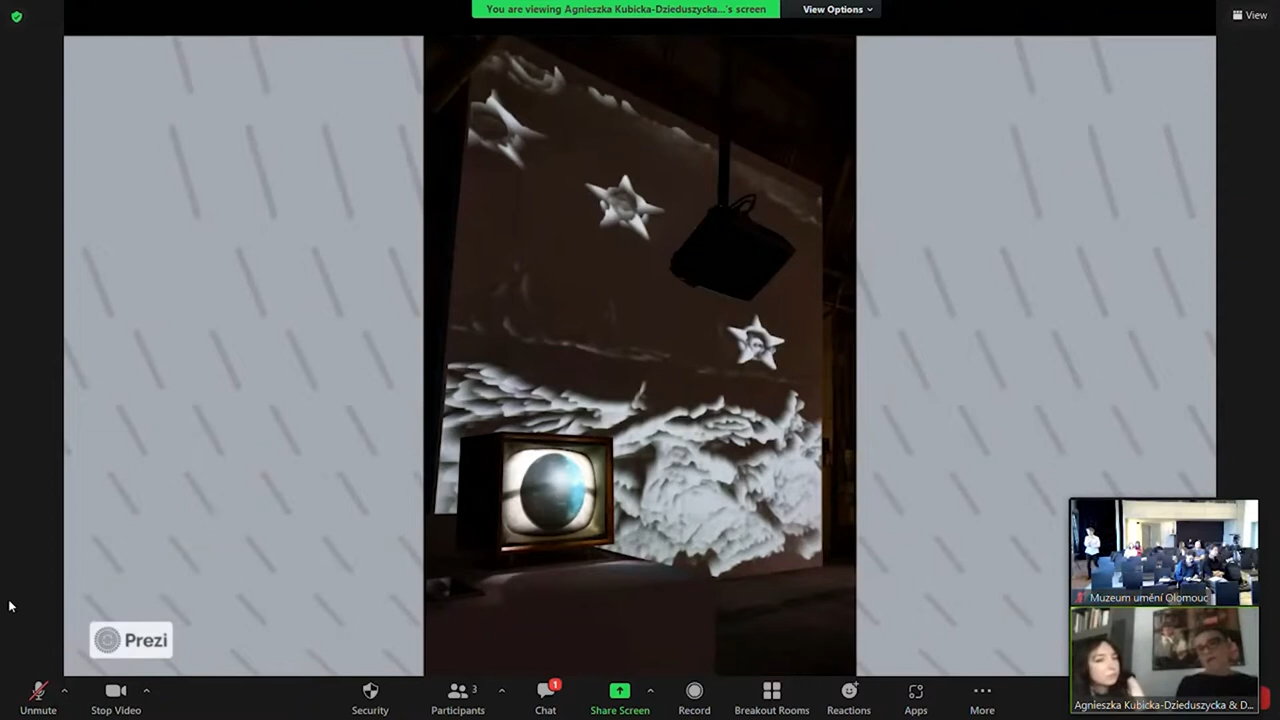 You are viewing Agnieszka Kubicka-Dzieduszycka...'s screen
View Options
View
Prezi
Muzeum umění Olomouc
Agnieszka Kubicka-Dzieduszycka & D...
Unmute
Stop Video
Security
Participants
3
Chat
1
Share Screen
Record
Breakout Rooms
Reactions
Apps
More